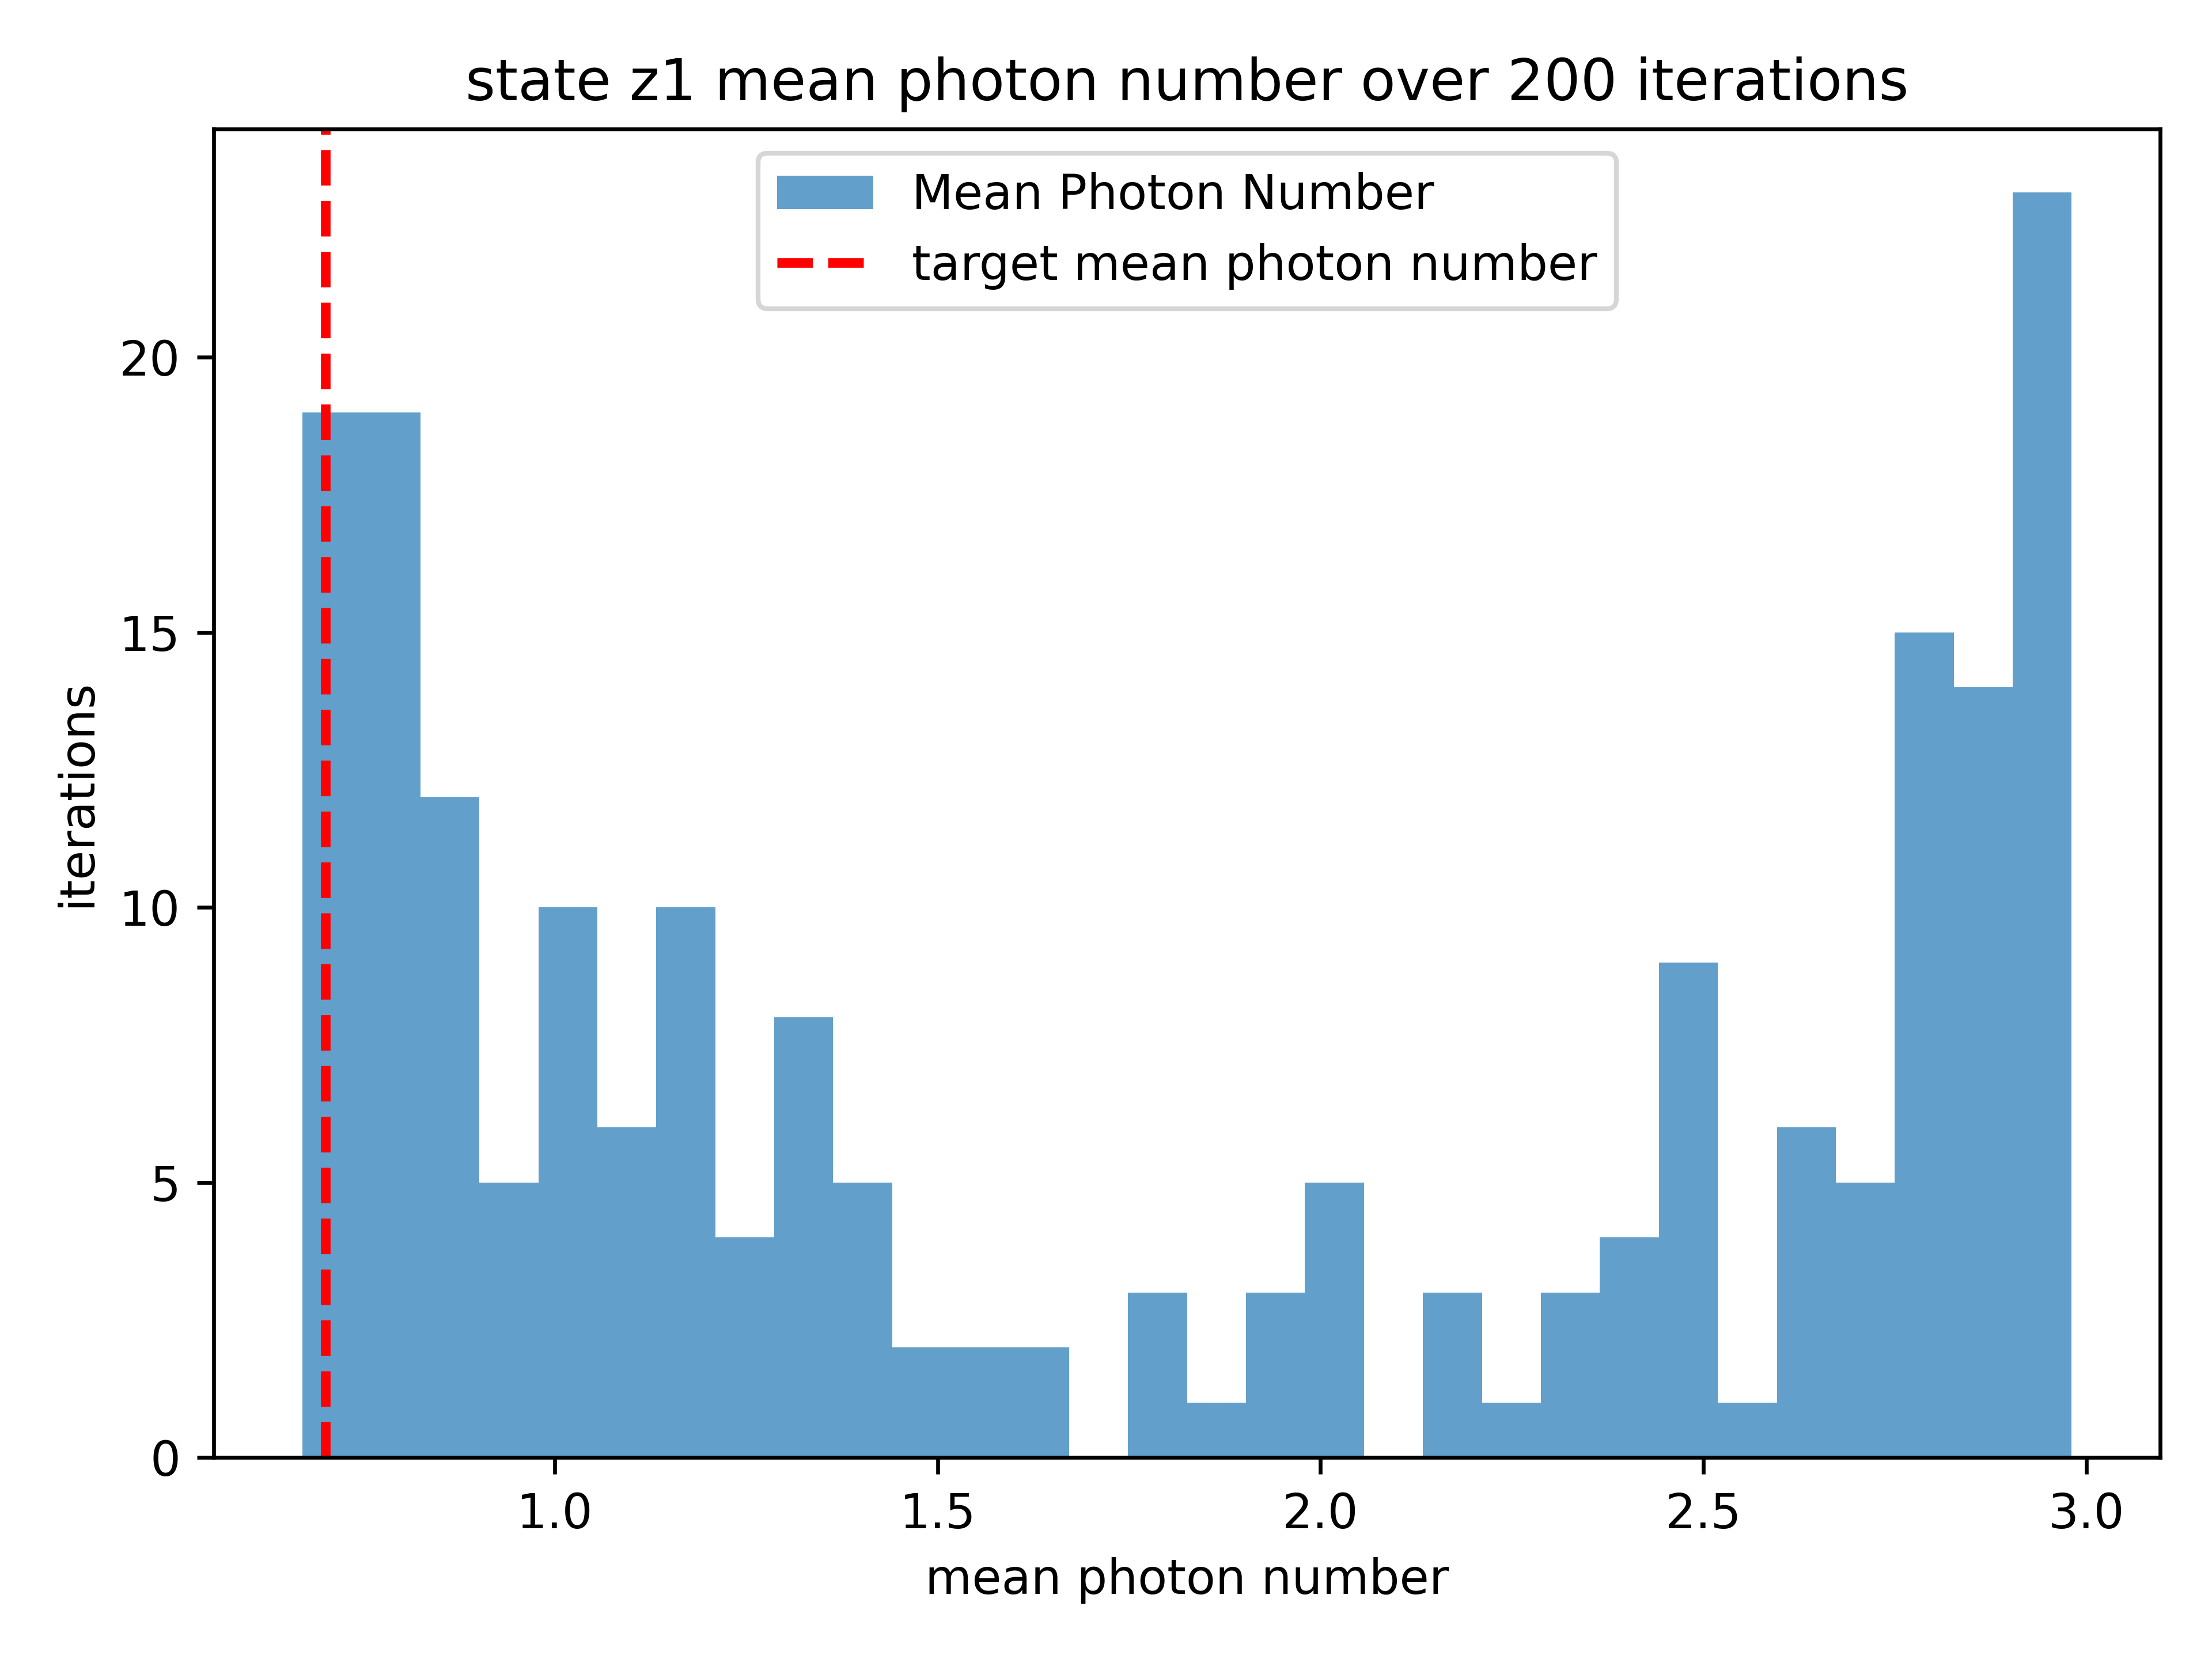 state z1 mean photon number over 200 iterations
Mean Photon Number
target mean photon number
20
15
10
5
0
iterations
1.0 1.5 2.0 2.5 3.0
mean photon number